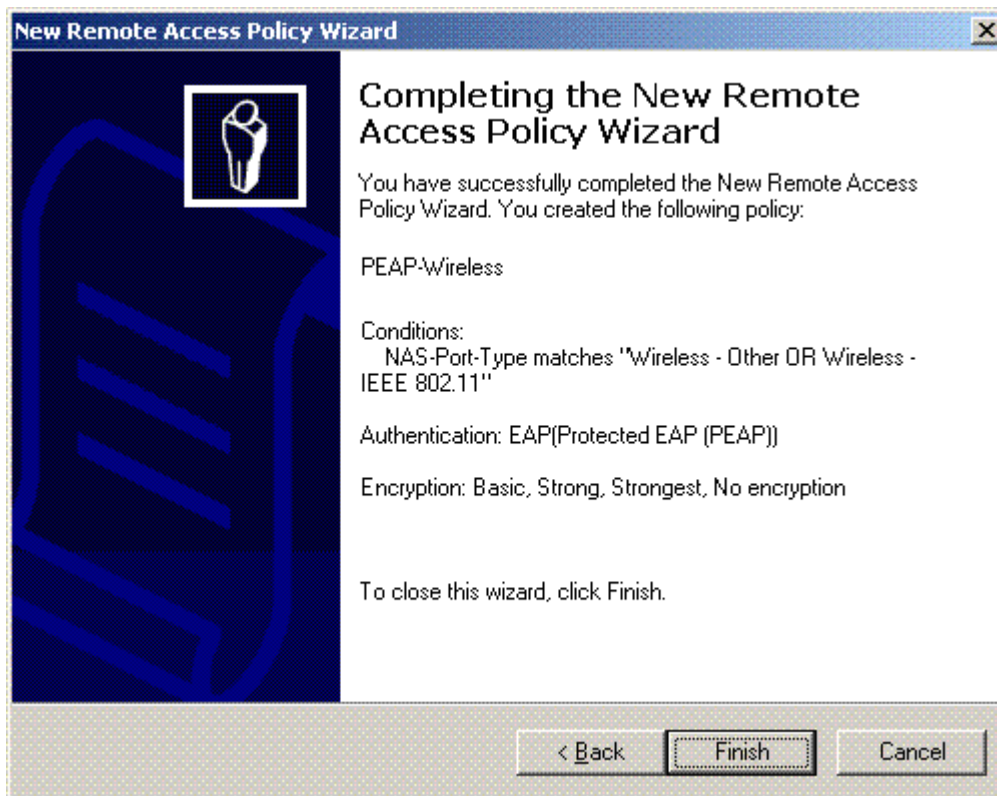 New Remote Access Policy Wizard
Completing the New Remote
Access Policy Wizard
You have successfully completed the New Remote Access
Policy Wizard. You created the following policy:
PEAP-Wireless
Conditions:
NAS-Port-Type matches "Wireless - Other OR Wireless -
IEEE 802.11"
Authentication: EAP(Protected EAP (PEAP))
Encryption: Basic, Strong, Strongest, No encryption
To close this wizard, click Finish.
< Back Finish Cancel